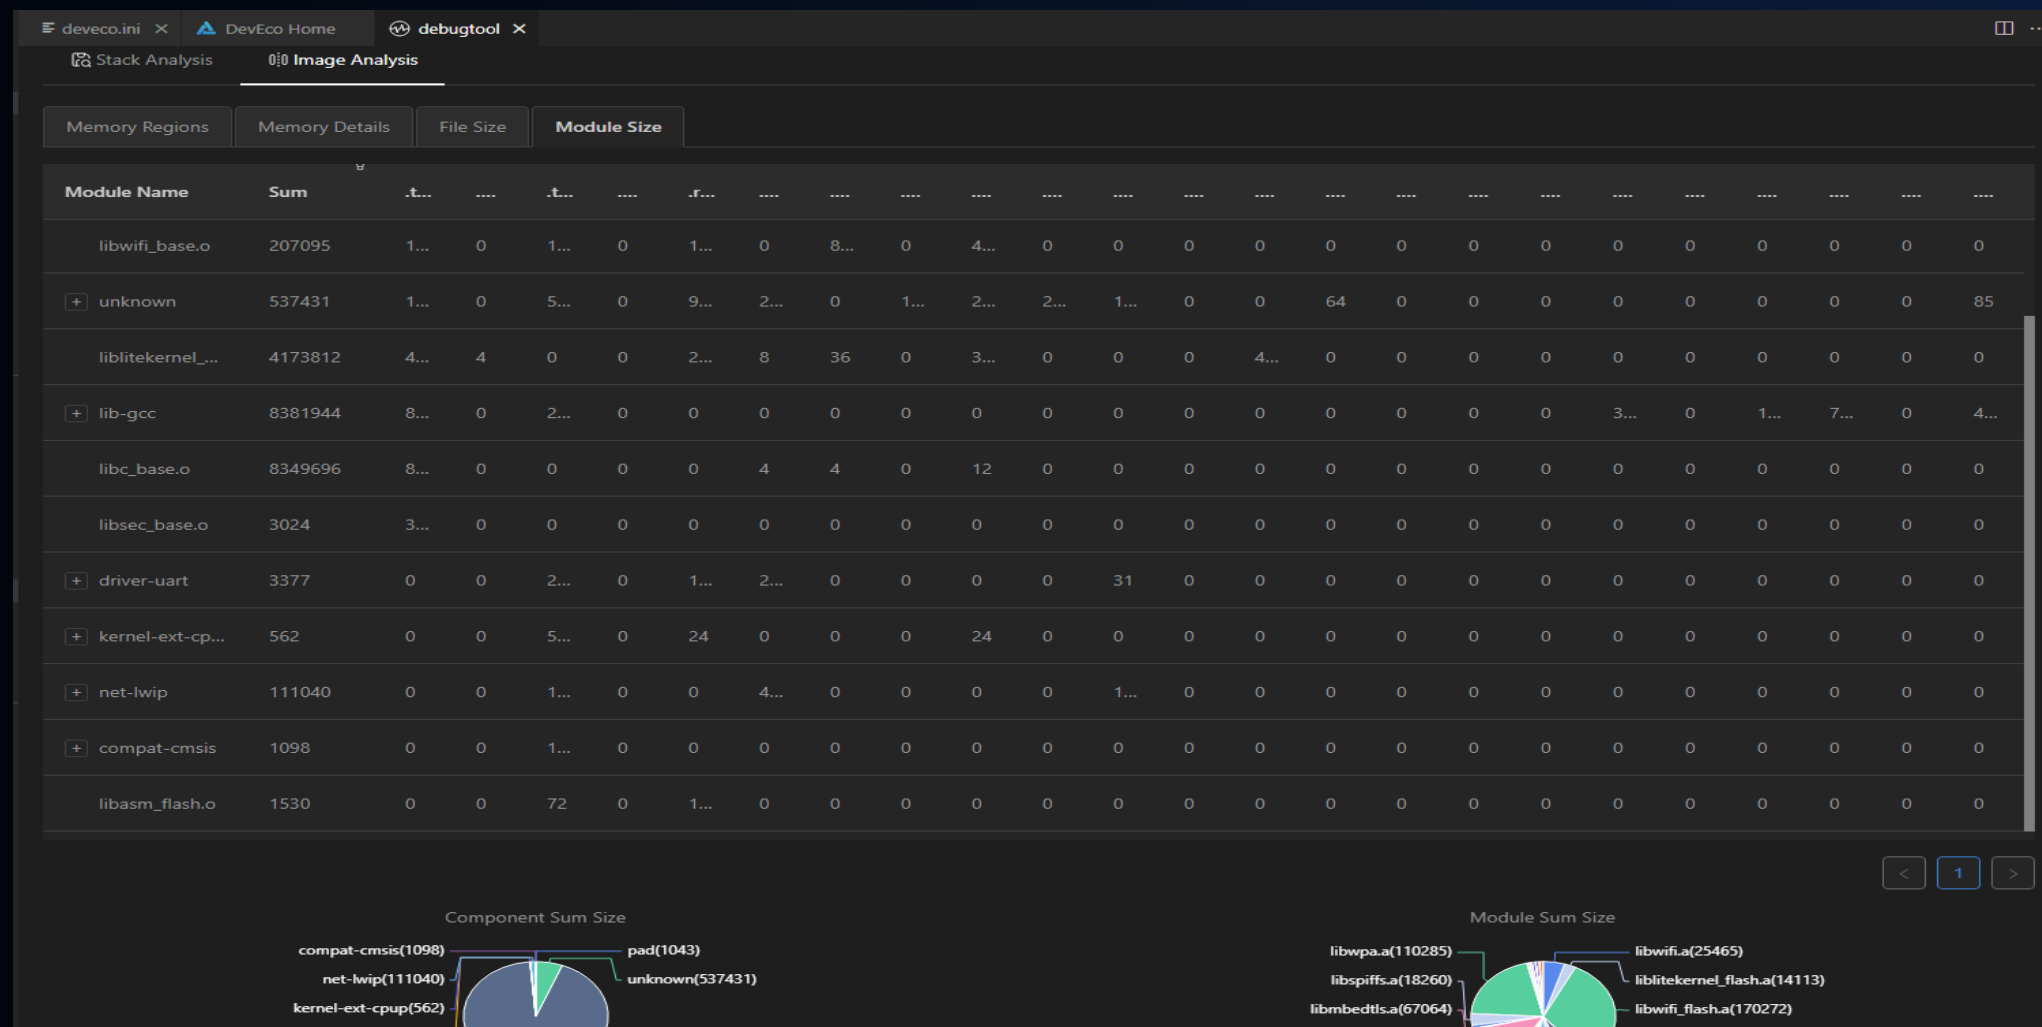 deveco.ini DevEco Home debugtool
Stack Analysis Image Analysis
Memory Regions Memory Details File Size Module Size
Module Name Sum .t... .... .t... .... .r... .... .... .... .... .... .... .... .... .... .... .... .... .... .... .... .... .... ....
libwifi_base.o 207095 1... 0 1... 0 1... 0 8... 0 4... 0 0 0 0 0 0 0 0 0 0 0 0 0 0
+ unknown 537431 1... 0 5... 0 9... 2... 0 1... 2... 2... 1... 0 0 64 0 0 0 0 0 0 0 0 85
liblitekernel_... 4173812 4... 4 0 0 2... 8 36 0 3... 0 0 0 4... 0 0 0 0 0 0 0 0 0 0
+ lib-gcc 8381944 8... 0 2... 0 0 0 0 0 0 0 0 0 0 0 0 0 0 3... 0 1... 7... 0 4...
libc_base.o 8349696 8... 0 0 0 0 4 4 0 12 0 0 0 0 0 0 0 0 0 0 0 0 0 0
libsec_base.o 3024 3... 0 0 0 0 0 0 0 0 0 0 0 0 0 0 0 0 0 0 0 0 0 0
+ driver-uart 3377 0 0 2... 0 1... 2... 0 0 0 0 31 0 0 0 0 0 0 0 0 0 0 0 0
+ kernel-ext-cp... 562 0 0 5... 0 24 0 0 0 24 0 0 0 0 0 0 0 0 0 0 0 0 0 0
+ net-lwip 111040 0 0 1... 0 0 4... 0 0 0 0 1... 0 0 0 0 0 0 0 0 0 0 0 0
+ compat-cmsis 1098 0 0 1... 0 0 0 0 0 0 0 0 0 0 0 0 0 0 0 0 0 0 0 0
libasm_flash.o 1530 0 0 72 0 1... 0 0 0 0 0 0 0 0 0 0 0 0 0 0 0 0 0 0
< 1 >
Component Sum Size Module Sum Size
compat-cmsis(1098) pad(1043) libwpa.a(110285) libwifi.a(25465)
net-lwip(111040) unknown(537431) libspiffs.a(18260) liblitekernel_flash.a(14113)
kernel-ext-cpup(562) libmbedtls.a(67064) libwifi_flash.a(170272)